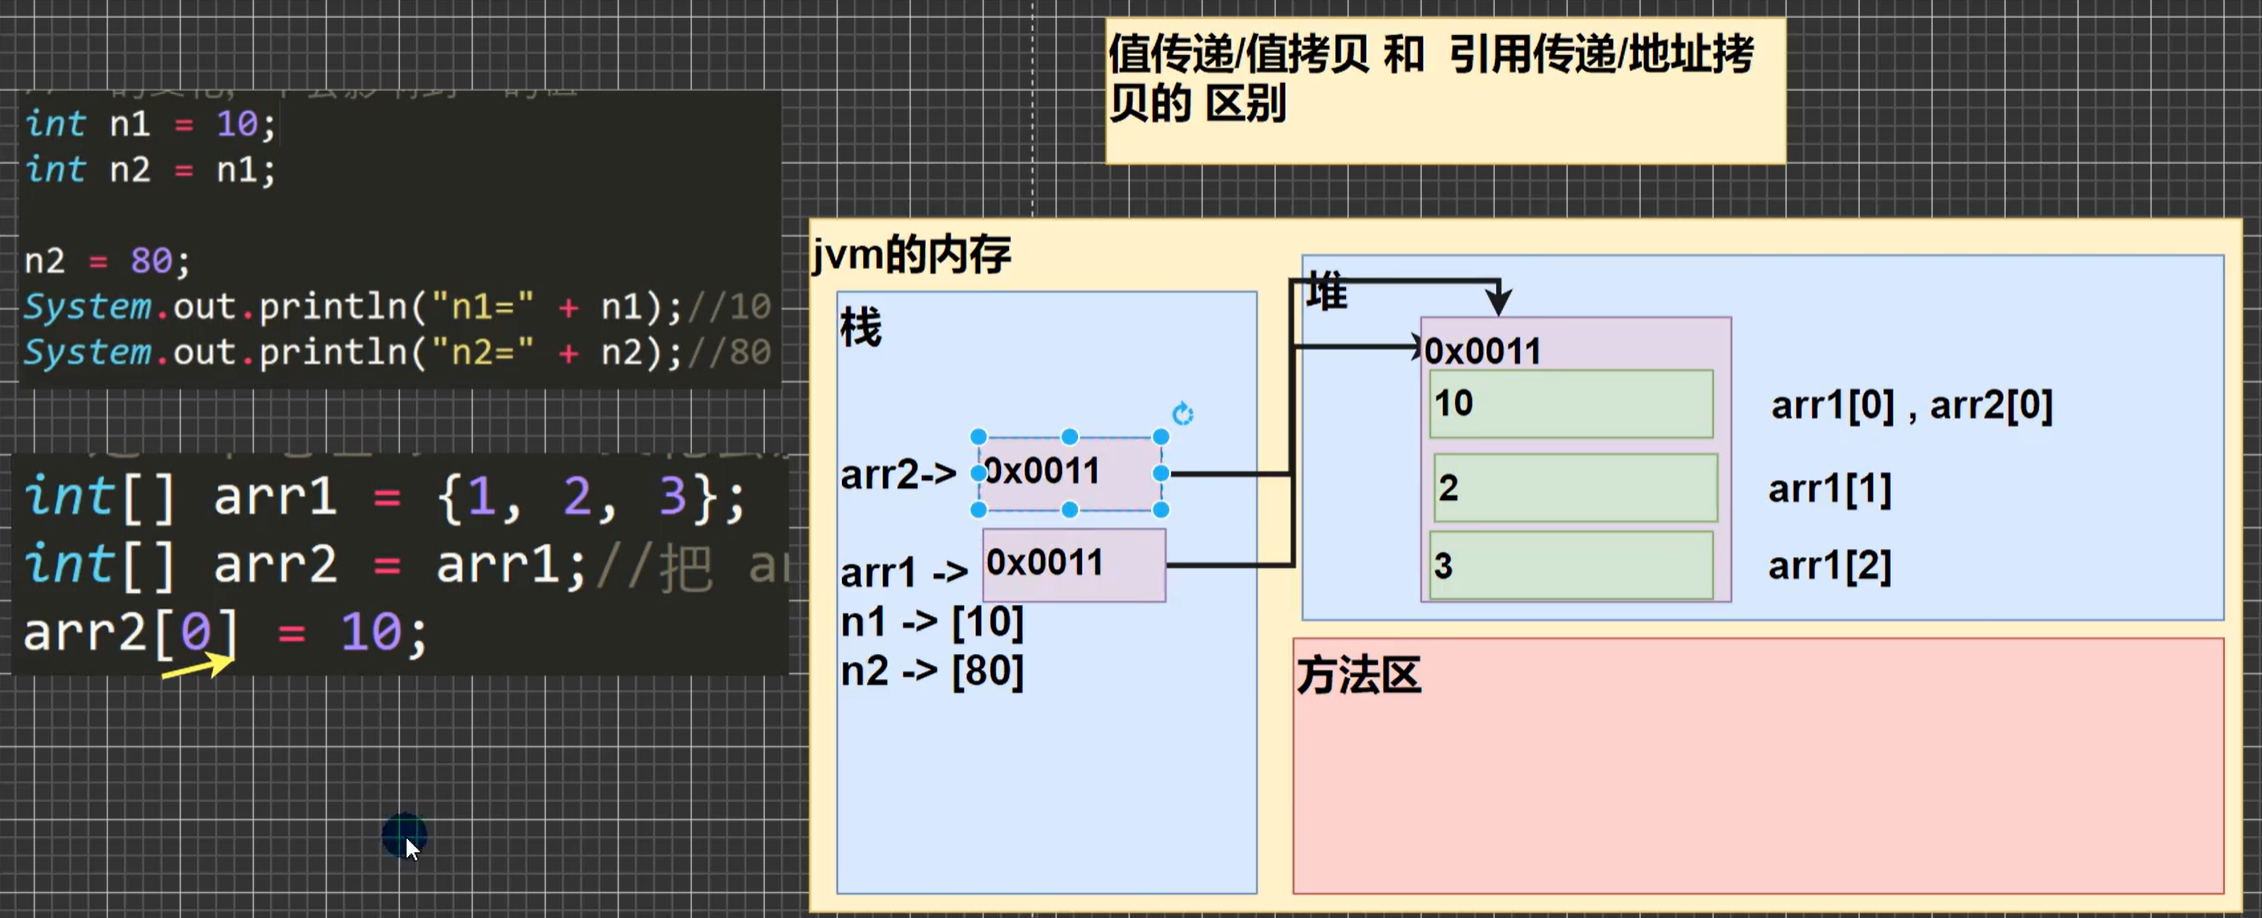 值传递/值拷贝 和 引用传递/地址拷
贝的 区别
int n1 = 10;
int n2 = n1;
n2 = 80;
System.out.println("n1=" + n1);//10
System.out.println("n2=" + n2);//80
int[] arr1 = {1, 2, 3};
int[] arr2 = arr1;//把 a
arr2[0] = 10;
jvm的内存
栈
arr2-> 0x0011
arr1 -> 0x0011
n1 -> [10]
n2 -> [80]
堆
0x0011
10 arr1[0] , arr2[0]
2 arr1[1]
3 arr1[2]
方法区